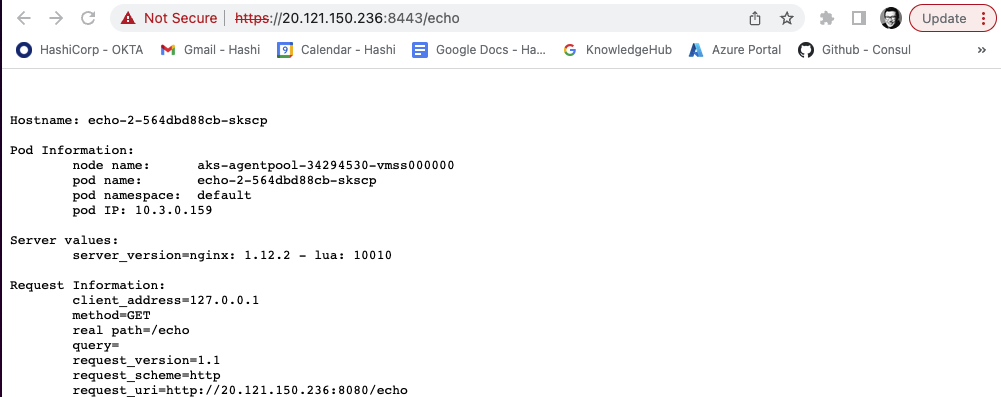 Not Secure | https://20.121.150.236:8443/echo Update
HashiCorp - OKTA Gmail - Hashi Calendar - Hashi Google Docs - Ha... KnowledgeHub Azure Portal Github - Consul »
Hostname: echo-2-564dbd88cb-skscp
Pod Information:
node name: aks-agentpool-34294530-vmss000000
pod name: echo-2-564dbd88cb-skscp
pod namespace: default
pod IP: 10.3.0.159
Server values:
server_version=nginx: 1.12.2 - lua: 10010
Request Information:
client_address=127.0.0.1
method=GET
real path=/echo
query=
request_version=1.1
request_scheme=http
request_uri=http://20.121.150.236:8080/echo